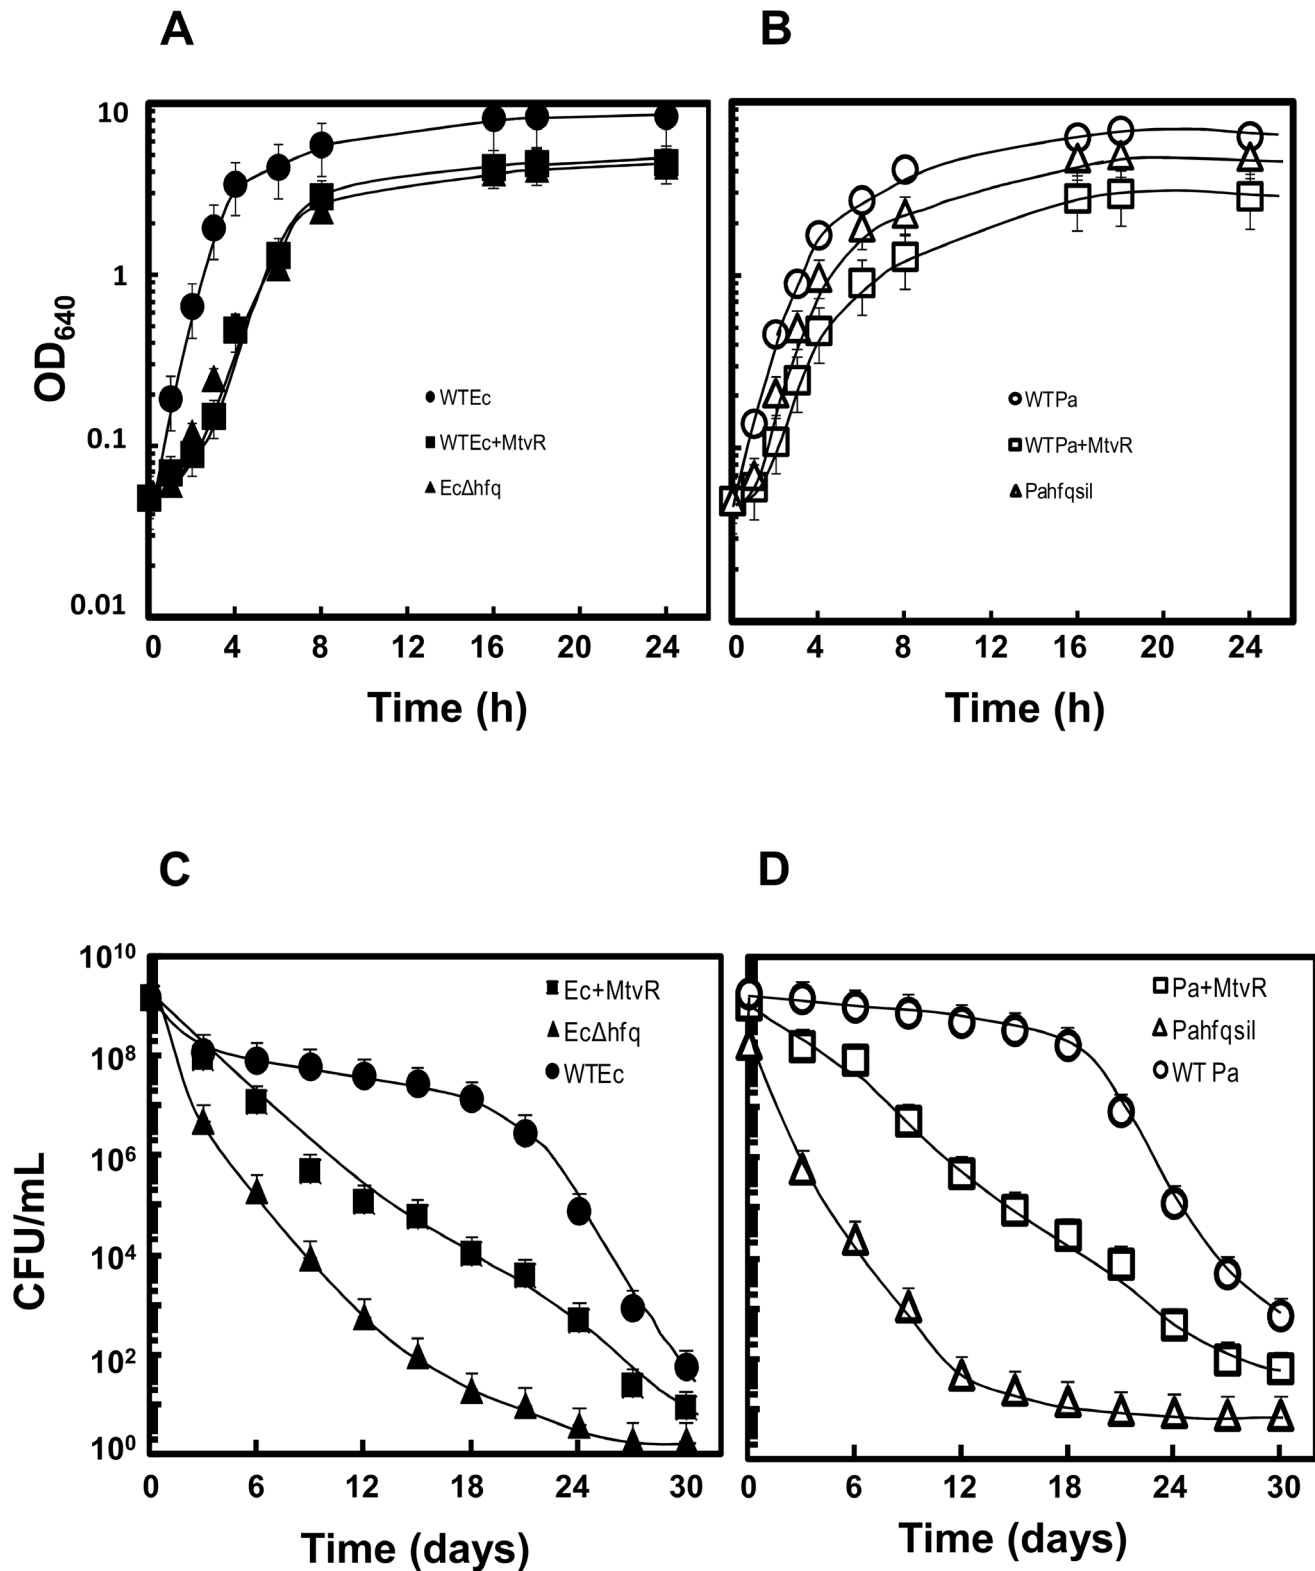 A
B
10
1
0.1
0.01
OD640
WTEc
WTEc+MtvR
EcΔhfq
WTPa
WTPa+MtvR
Pahfqsil
0 4 8 12 16 20 24
0 4 8 12 16 20 24
Time (h)
Time (h)
C
D
10^10
10^8
10^6
10^4
10^2
10^0
CFU/mL
Ec+MtvR
EcΔhfq
WTEc
Pa+MtvR
Pahfqsil
WT Pa
0 6 12 18 24 30
0 6 12 18 24 30
Time (days)
Time (days)